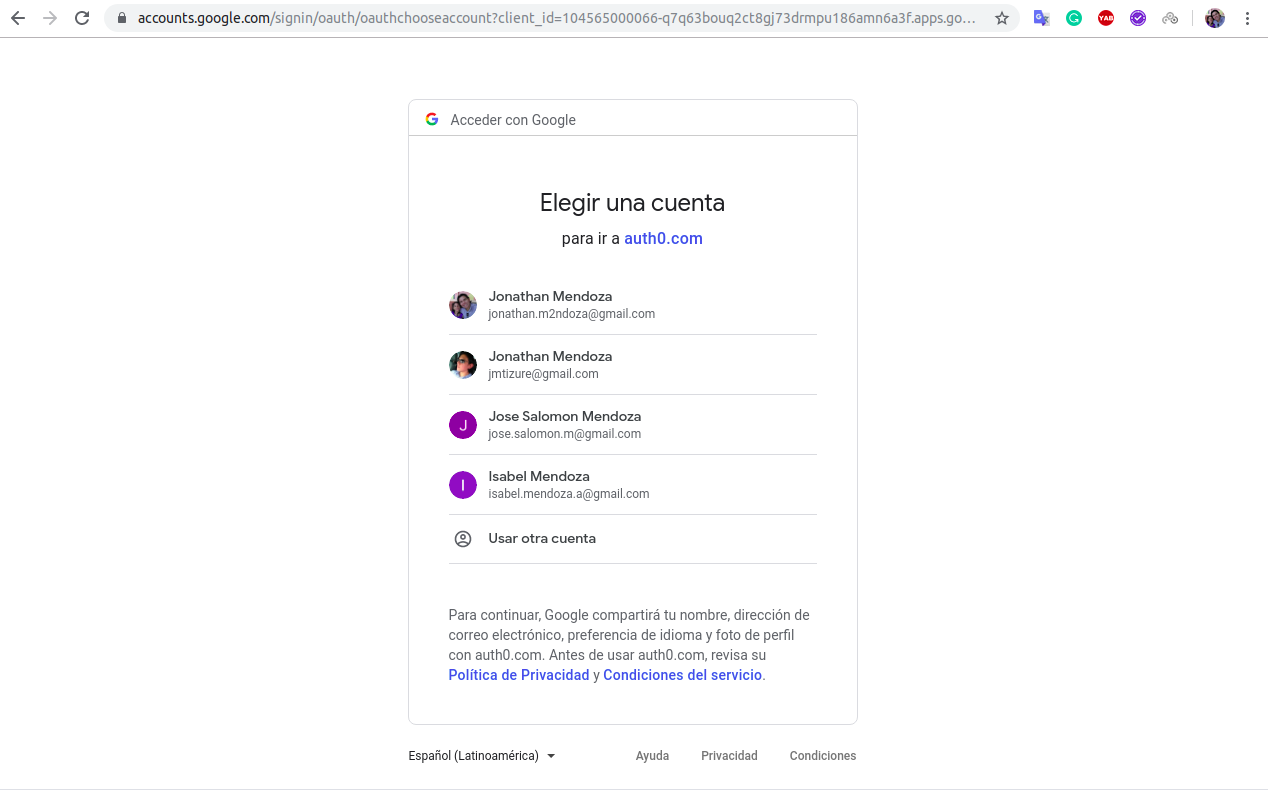 accounts.google.com/signin/oauth/oauthchooseaccount?client_id=104565000066-q7q63bouq2ct8gj73drmpu186amn6a3f.apps.go...
YAB
Acceder con Google
Elegir una cuenta
para ir a auth0.com
Jonathan Mendoza
jonathan.m2ndoza@gmail.com
Jonathan Mendoza
jmtizure@gmail.com
J
Jose Salomon Mendoza
jose.salomon.m@gmail.com
I
Isabel Mendoza
isabel.mendoza.a@gmail.com
Usar otra cuenta
Para continuar, Google compartirá tu nombre, dirección de
correo electrónico, preferencia de idioma y foto de perfil
con auth0.com. Antes de usar auth0.com, revisa su
Política de Privacidad y Condiciones del servicio.
Español (Latinoamérica)
Ayuda
Privacidad
Condiciones